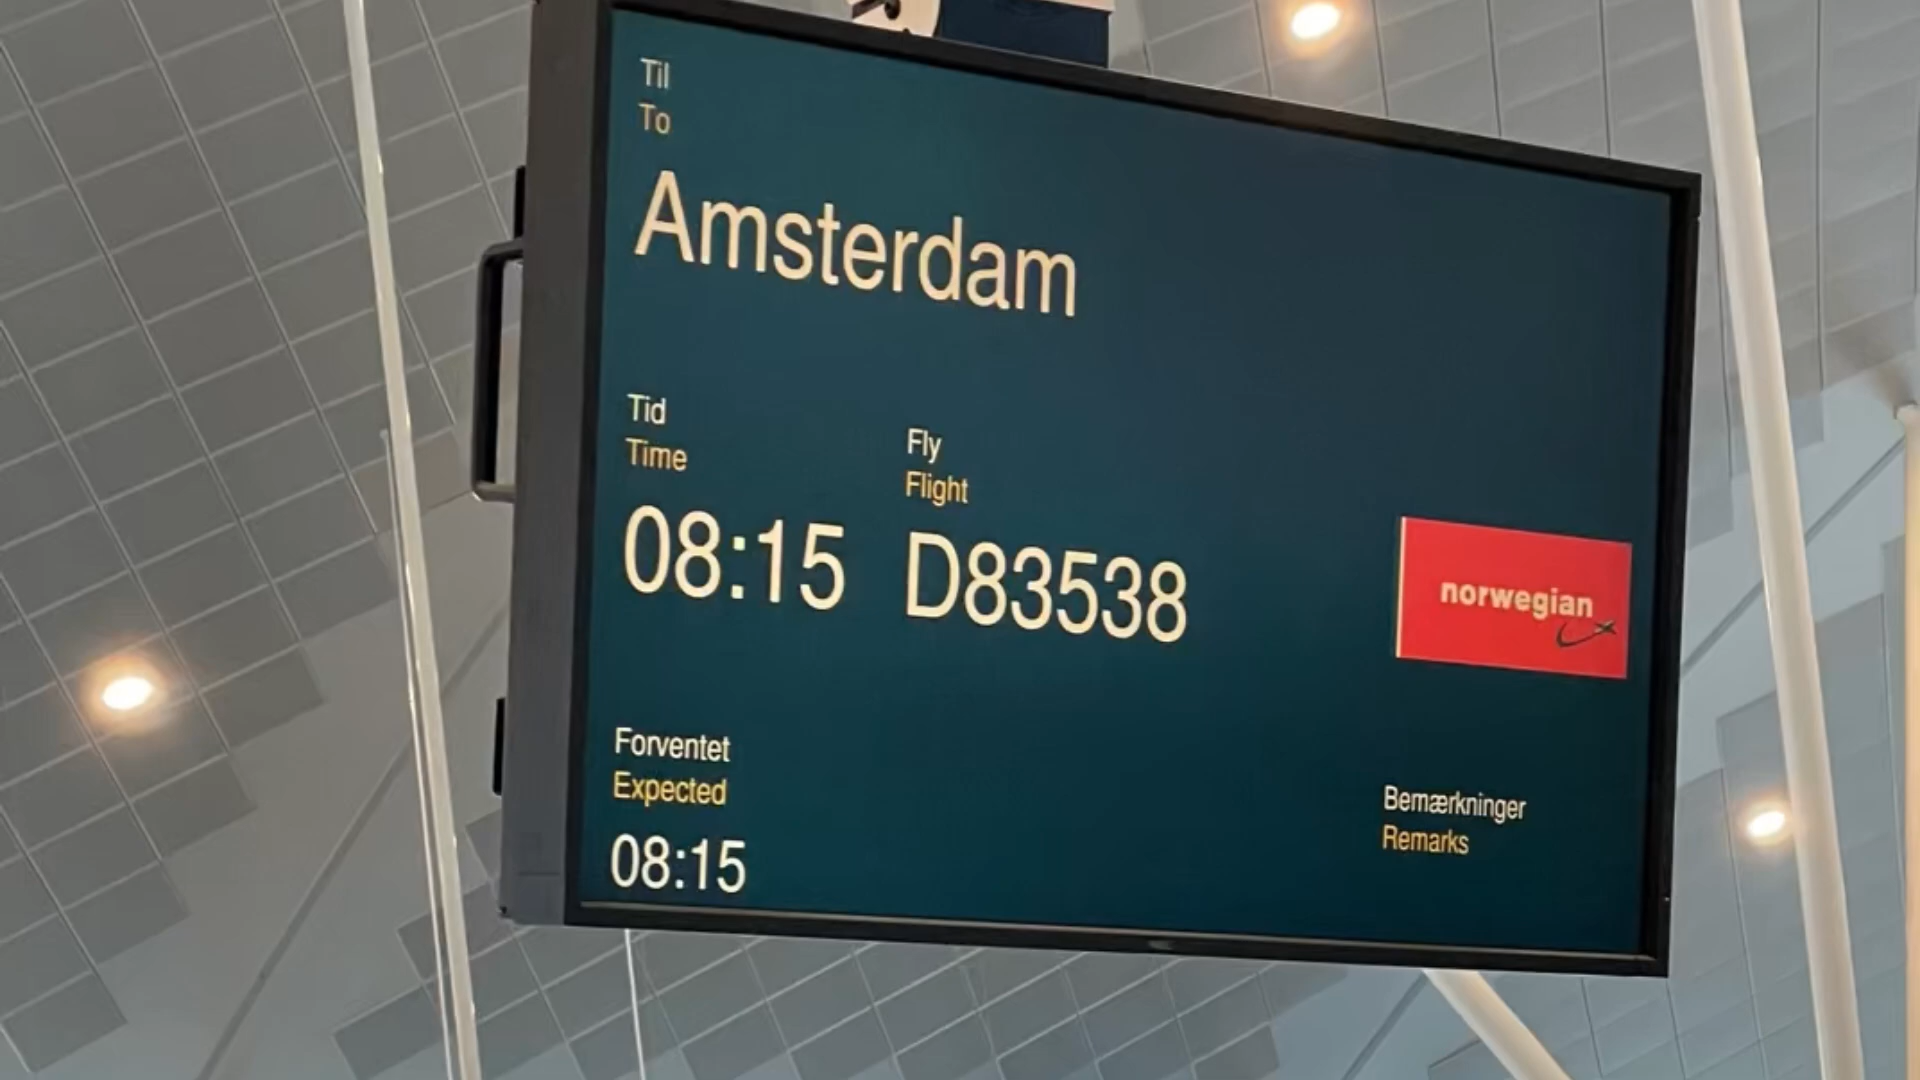 Til
To
Amsterdam
Tid
Time
Fly
Flight
08:15
D83538
norwegian
Forventet
Expected
08:15
Bemærkninger
Remarks